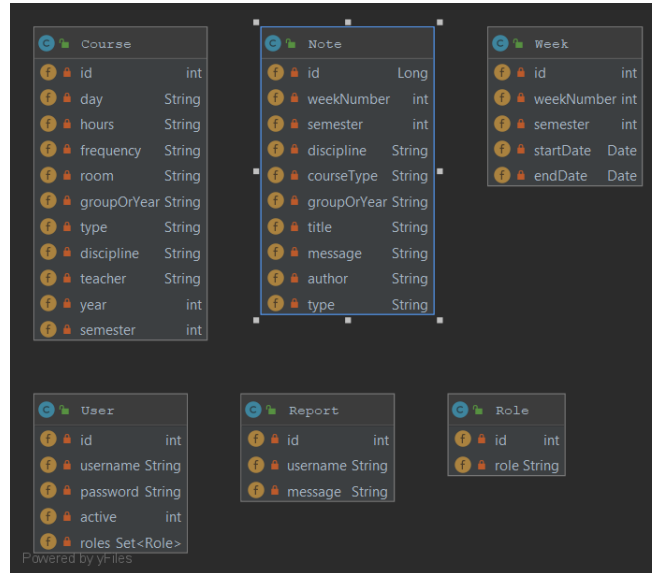 Course
id int
day String
hours String
frequency String
room String
groupOrYear String
type String
discipline String
teacher String
year int
semester int
Note
id Long
weekNumber int
semester int
discipline String
courseType String
groupOrYear String
title String
message String
author String
type String
Week
id int
weekNumber int
semester int
startDate Date
endDate Date
User
id int
username String
password String
active int
roles Set<Role>
Report
id int
username String
message String
Role
id int
role String
Powered by yFiles